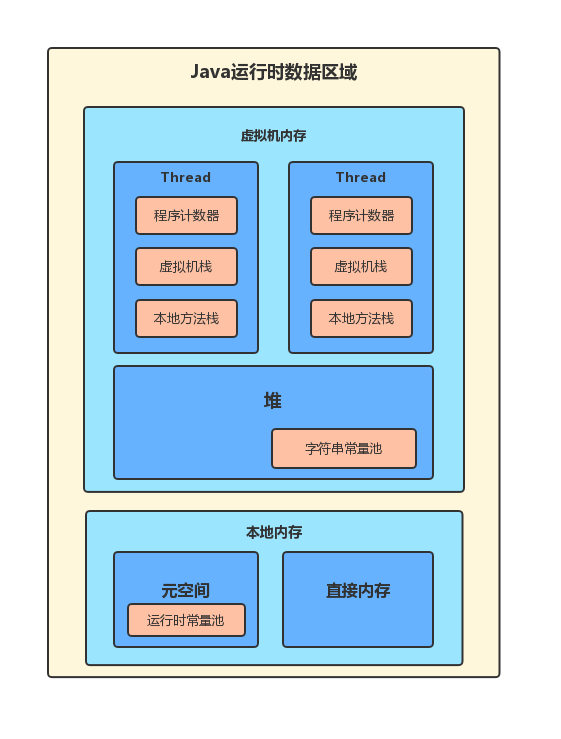 Java运行时数据区域
虚拟机内存
Thread
程序计数器
虚拟机栈
本地方法栈
Thread
程序计数器
虚拟机栈
本地方法栈
堆
字符串常量池
本地内存
元空间
运行时常量池
直接内存